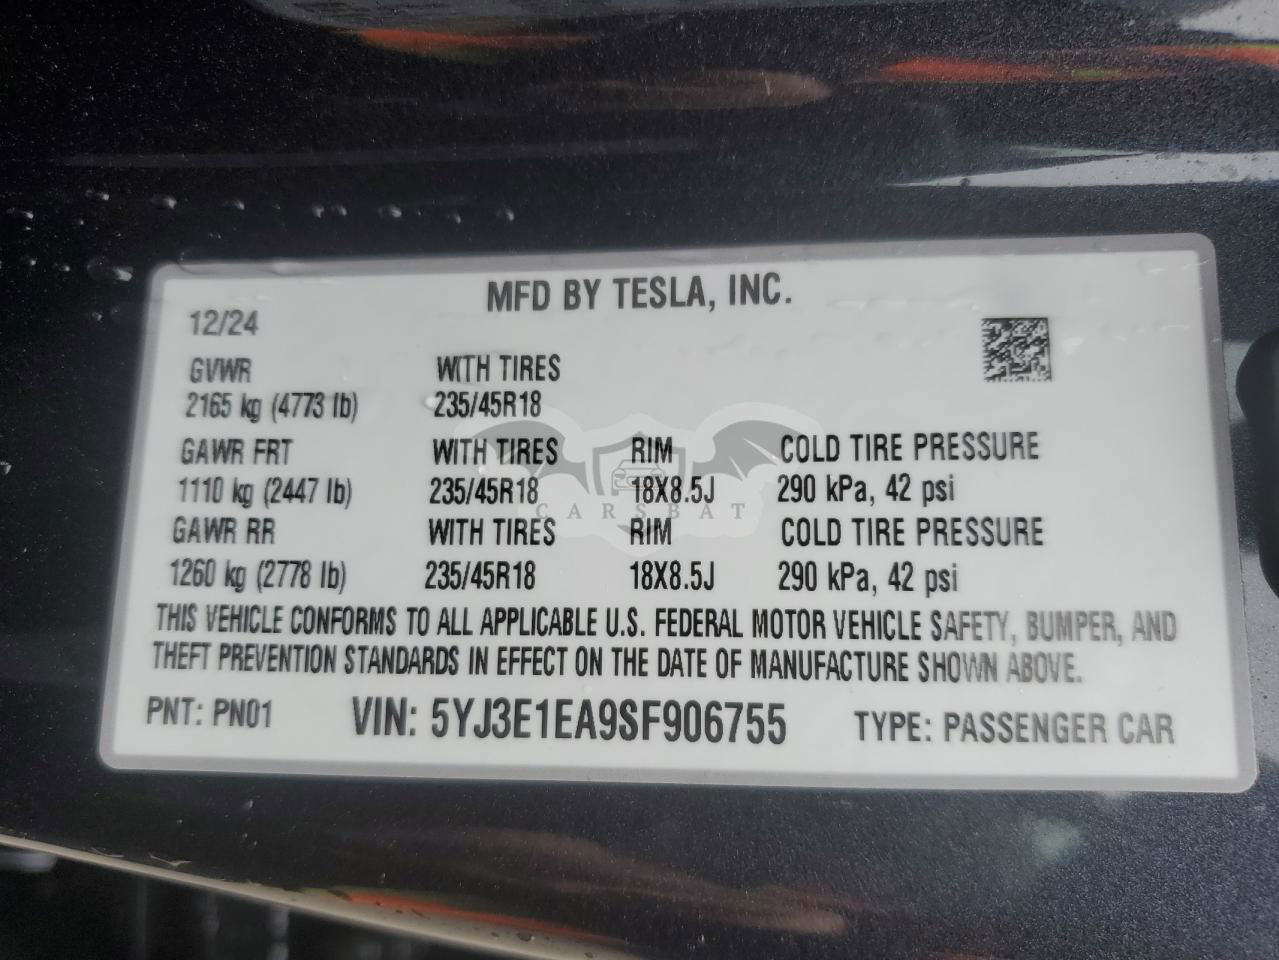 MFD BY TESLA, INC.
12/24
GVWR WITH TIRES
2165 kg (4773 lb) 235/45R18
GAWR FRT WITH TIRES RIM COLD TIRE PRESSURE
1110 kg (2447 lb) 235/45R18 18X8.5J 290 kPa, 42 psi
CARSBAT
GAWR RR WITH TIRES RIM COLD TIRE PRESSURE
1260 kg (2778 lb) 235/45R18 18X8.5J 290 kPa, 42 psi
THIS VEHICLE CONFORMS TO ALL APPLICABLE U.S. FEDERAL MOTOR VEHICLE SAFETY, BUMPER, AND
THEFT PREVENTION STANDARDS IN EFFECT ON THE DATE OF MANUFACTURE SHOWN ABOVE.
PNT: PN01 VIN: 5YJ3E1EA9SF906755 TYPE: PASSENGER CAR